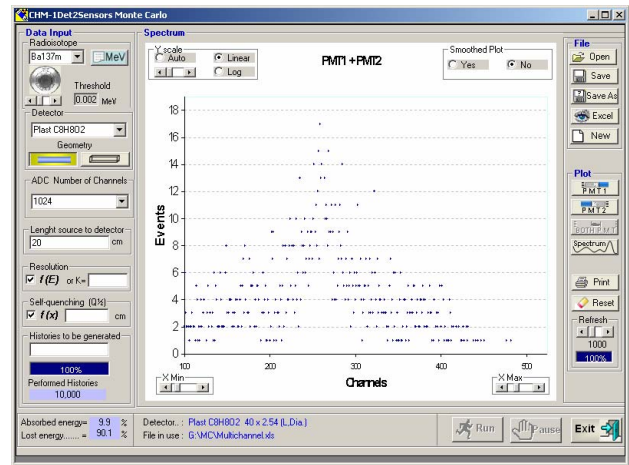 CHM-1Det2Sensors Monte Carlo
Data Input
Radioisotope
Ba137m
MeV
Threshold
0.002 MeV
Detector
Plast C8H8O2
Geometry
ADC Number of Channels
1024
Lenght source to detector
20 cm
Resolution
f(E) or K=
Self-quenching (Q½)
f(x) cm
Histories to be generated
100%
Performed Histories
10,000
Spectrum
Y scale
Auto
Linear
Log
PMT1 + PMT2
Smoothed Plot
Yes
No
18
16
14
12
10
8
6
4
2
0
Events
100 200 300 400 500
Channels
X Min
X Max
File
Open
Save
Save As
Excel
New
Plot
PMT1
PMT2
BOTH PMT
Spectrum
Print
Reset
Refresh
1000
100%
Absorbed energy= 9.9 %
Lost energy....... = 90.1 %
Detector.. : Plast C8H8O2 40 x 2.54 (L,Dia.)
File in use : G:\MC\Multichannel.xls
Run
Pause
Exit